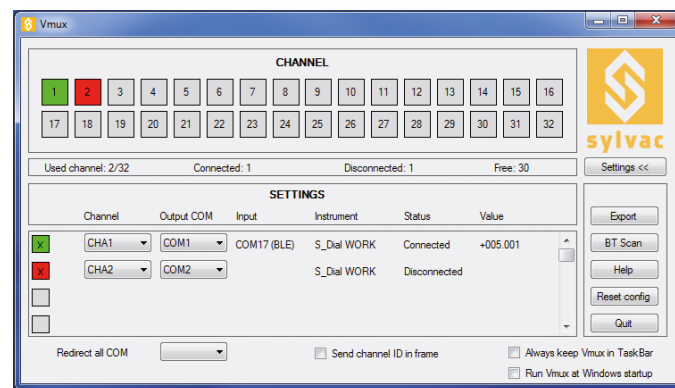 Vmux
CHANNEL
1 2 3 4 5 6 7 8 9 10 11 12 13 14 15 16
17 18 19 20 21 22 23 24 25 26 27 28 29 30 31 32
sylvac
Used channel: 2/32 Connected: 1 Disconnected: 1 Free: 30
Settings <<
SETTINGS
Channel Output COM Input Instrument Status Value
X CHA1 COM1 COM17 (BLE) S_Dial WORK Connected +005.001
X CHA2 COM2 S_Dial WORK Disconnected
Export
BT Scan
Help
Reset config
Quit
Redirect all COM Send channel ID in frame Always keep Vmux in TaskBar
Run Vmux at Windows startup